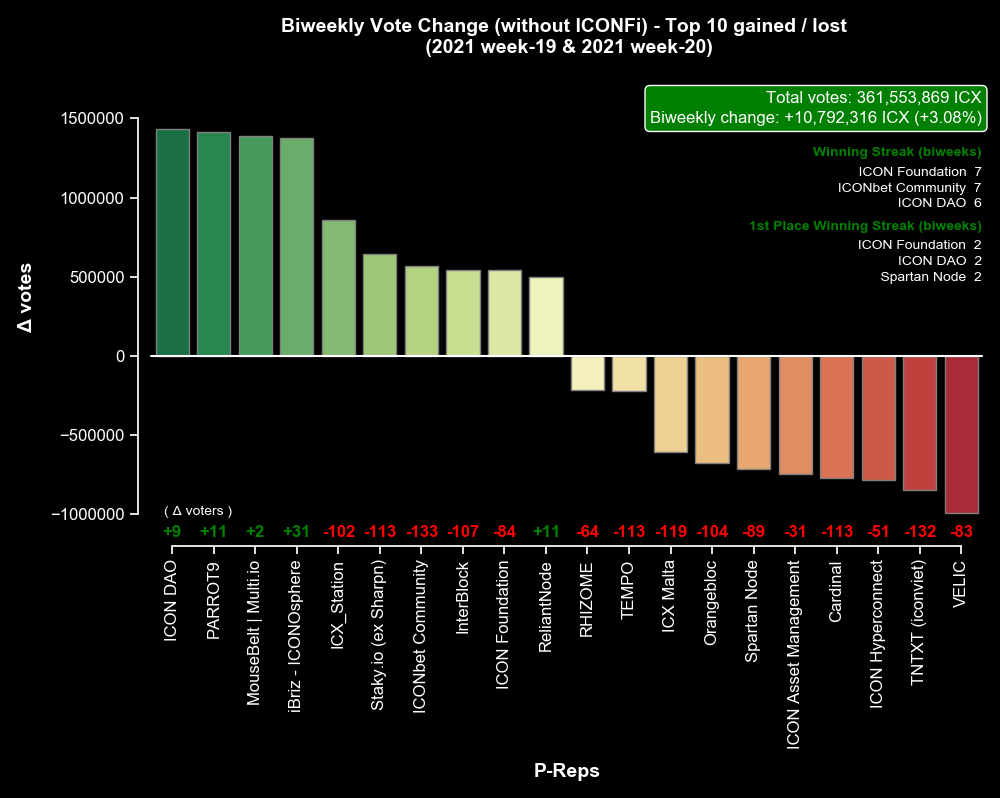 Biweekly Vote Change (without ICONFi) - Top 10 gained / lost
(2021 week-19 & 2021 week-20)
Total votes: 361,553,869 ICX
Biweekly change: +10,792,316 ICX (+3.08%)
Winning Streak (biweeks)
ICON Foundation 7
ICONbet Community 7
ICON DAO 6
1st Place Winning Streak (biweeks)
ICON Foundation 2
ICON DAO 2
Spartan Node 2
Δ votes
1500000
1000000
500000
0
−500000
−1000000
( Δ voters )
+9 +11 +2 +31 -102 -113 -133 -107 -84 +11 -64 -113 -119 -104 -89 -31 -113 -51 -132 -83
ICON DAO
PARROT9
MouseBelt | Multi.io
iBriz - ICONOsphere
ICX_Station
Staky.io (ex Sharpn)
ICONbet Community
InterBlock
ICON Foundation
ReliantNode
RHIZOME
TEMPO
ICX Malta
Orangebloc
Spartan Node
ICON Asset Management
Cardinal
ICON Hyperconnect
TNTXT (iconviet)
VELIC
P-Reps